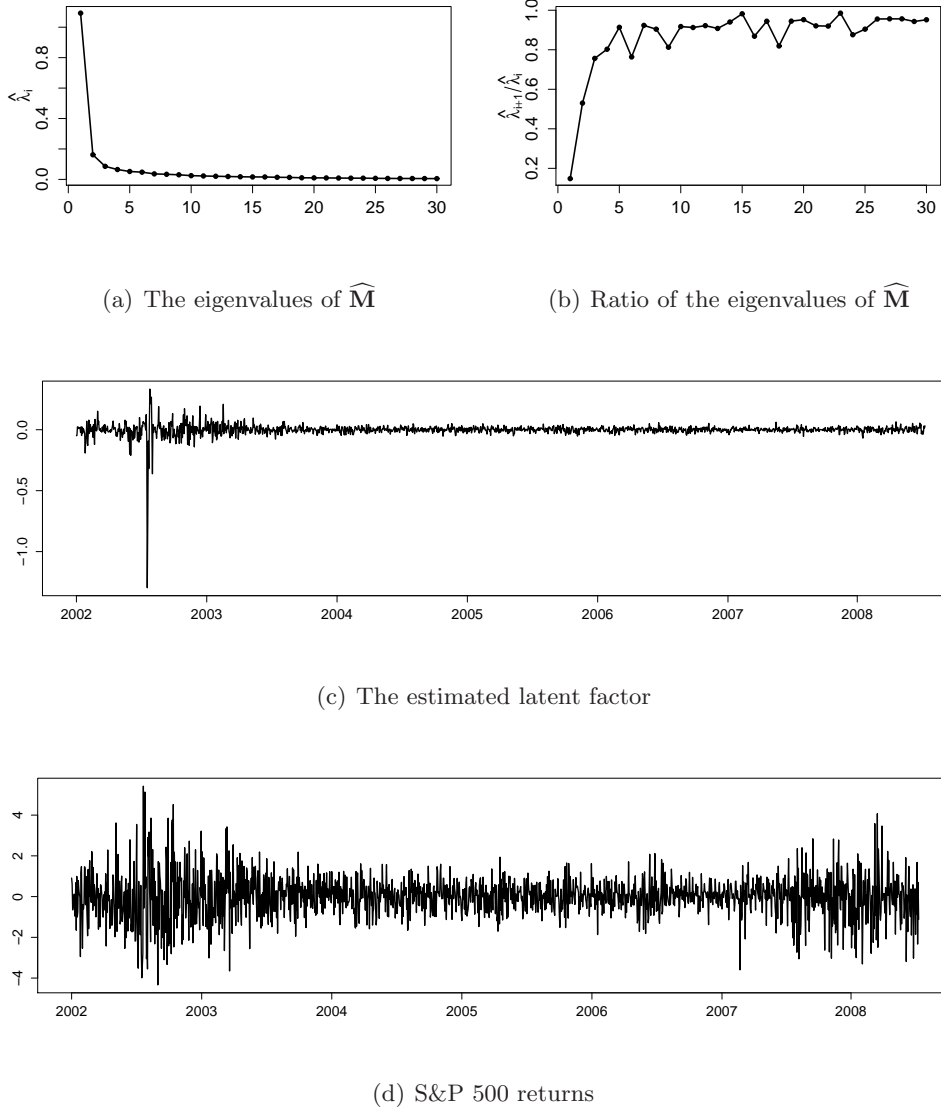 0.0 0.4 0.8
λ̂ᵢ
0 5 10 15 20 25 30
0.2 0.4 0.6 0.8 1.0
λ̂ᵢ₊₁/λ̂ᵢ
0 5 10 15 20 25 30
(a) The eigenvalues of M̂
(b) Ratio of the eigenvalues of M̂
0.0
−0.5
−1.0
2002 2003 2004 2005 2006 2007 2008
(c) The estimated latent factor
4
2
0
−2
−4
2002 2003 2004 2005 2006 2007 2008
(d) S&P 500 returns